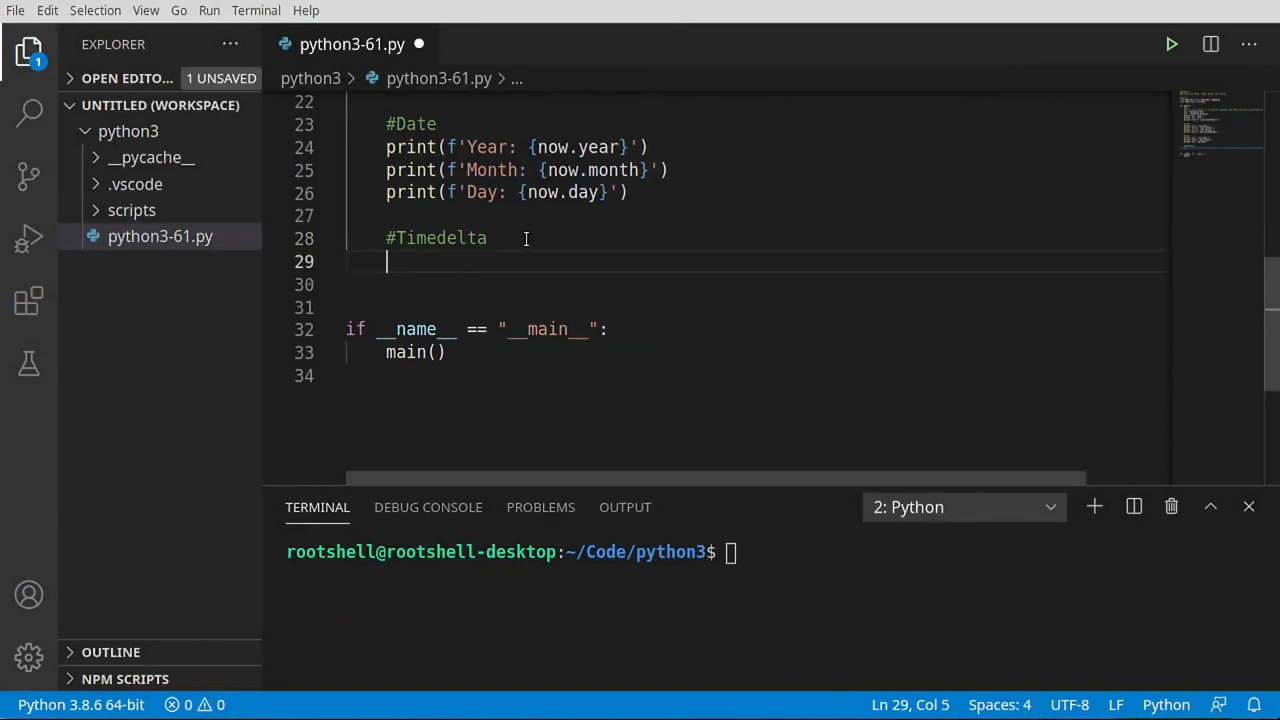 File Edit Selection View Go Run Terminal Help
EXPLORER
python3-61.py
OPEN EDITO... 1 UNSAVED
python3 > python3-61.py > ...
UNTITLED (WORKSPACE)
python3
__pycache__
.vscode
scripts
python3-61.py
22
23 #Date
24 print(f'Year: {now.year}')
25 print(f'Month: {now.month}')
26 print(f'Day: {now.day}')
27
28 #Timedelta
29
30
31
32 if __name__ == "__main__":
33 main()
34
TERMINAL DEBUG CONSOLE PROBLEMS OUTPUT 2: Python
rootshell@rootshell-desktop:~/Code/python3$
OUTLINE
NPM SCRIPTS
1
Python 3.8.6 64-bit 0 0 Ln 29, Col 5 Spaces: 4 UTF-8 LF Python